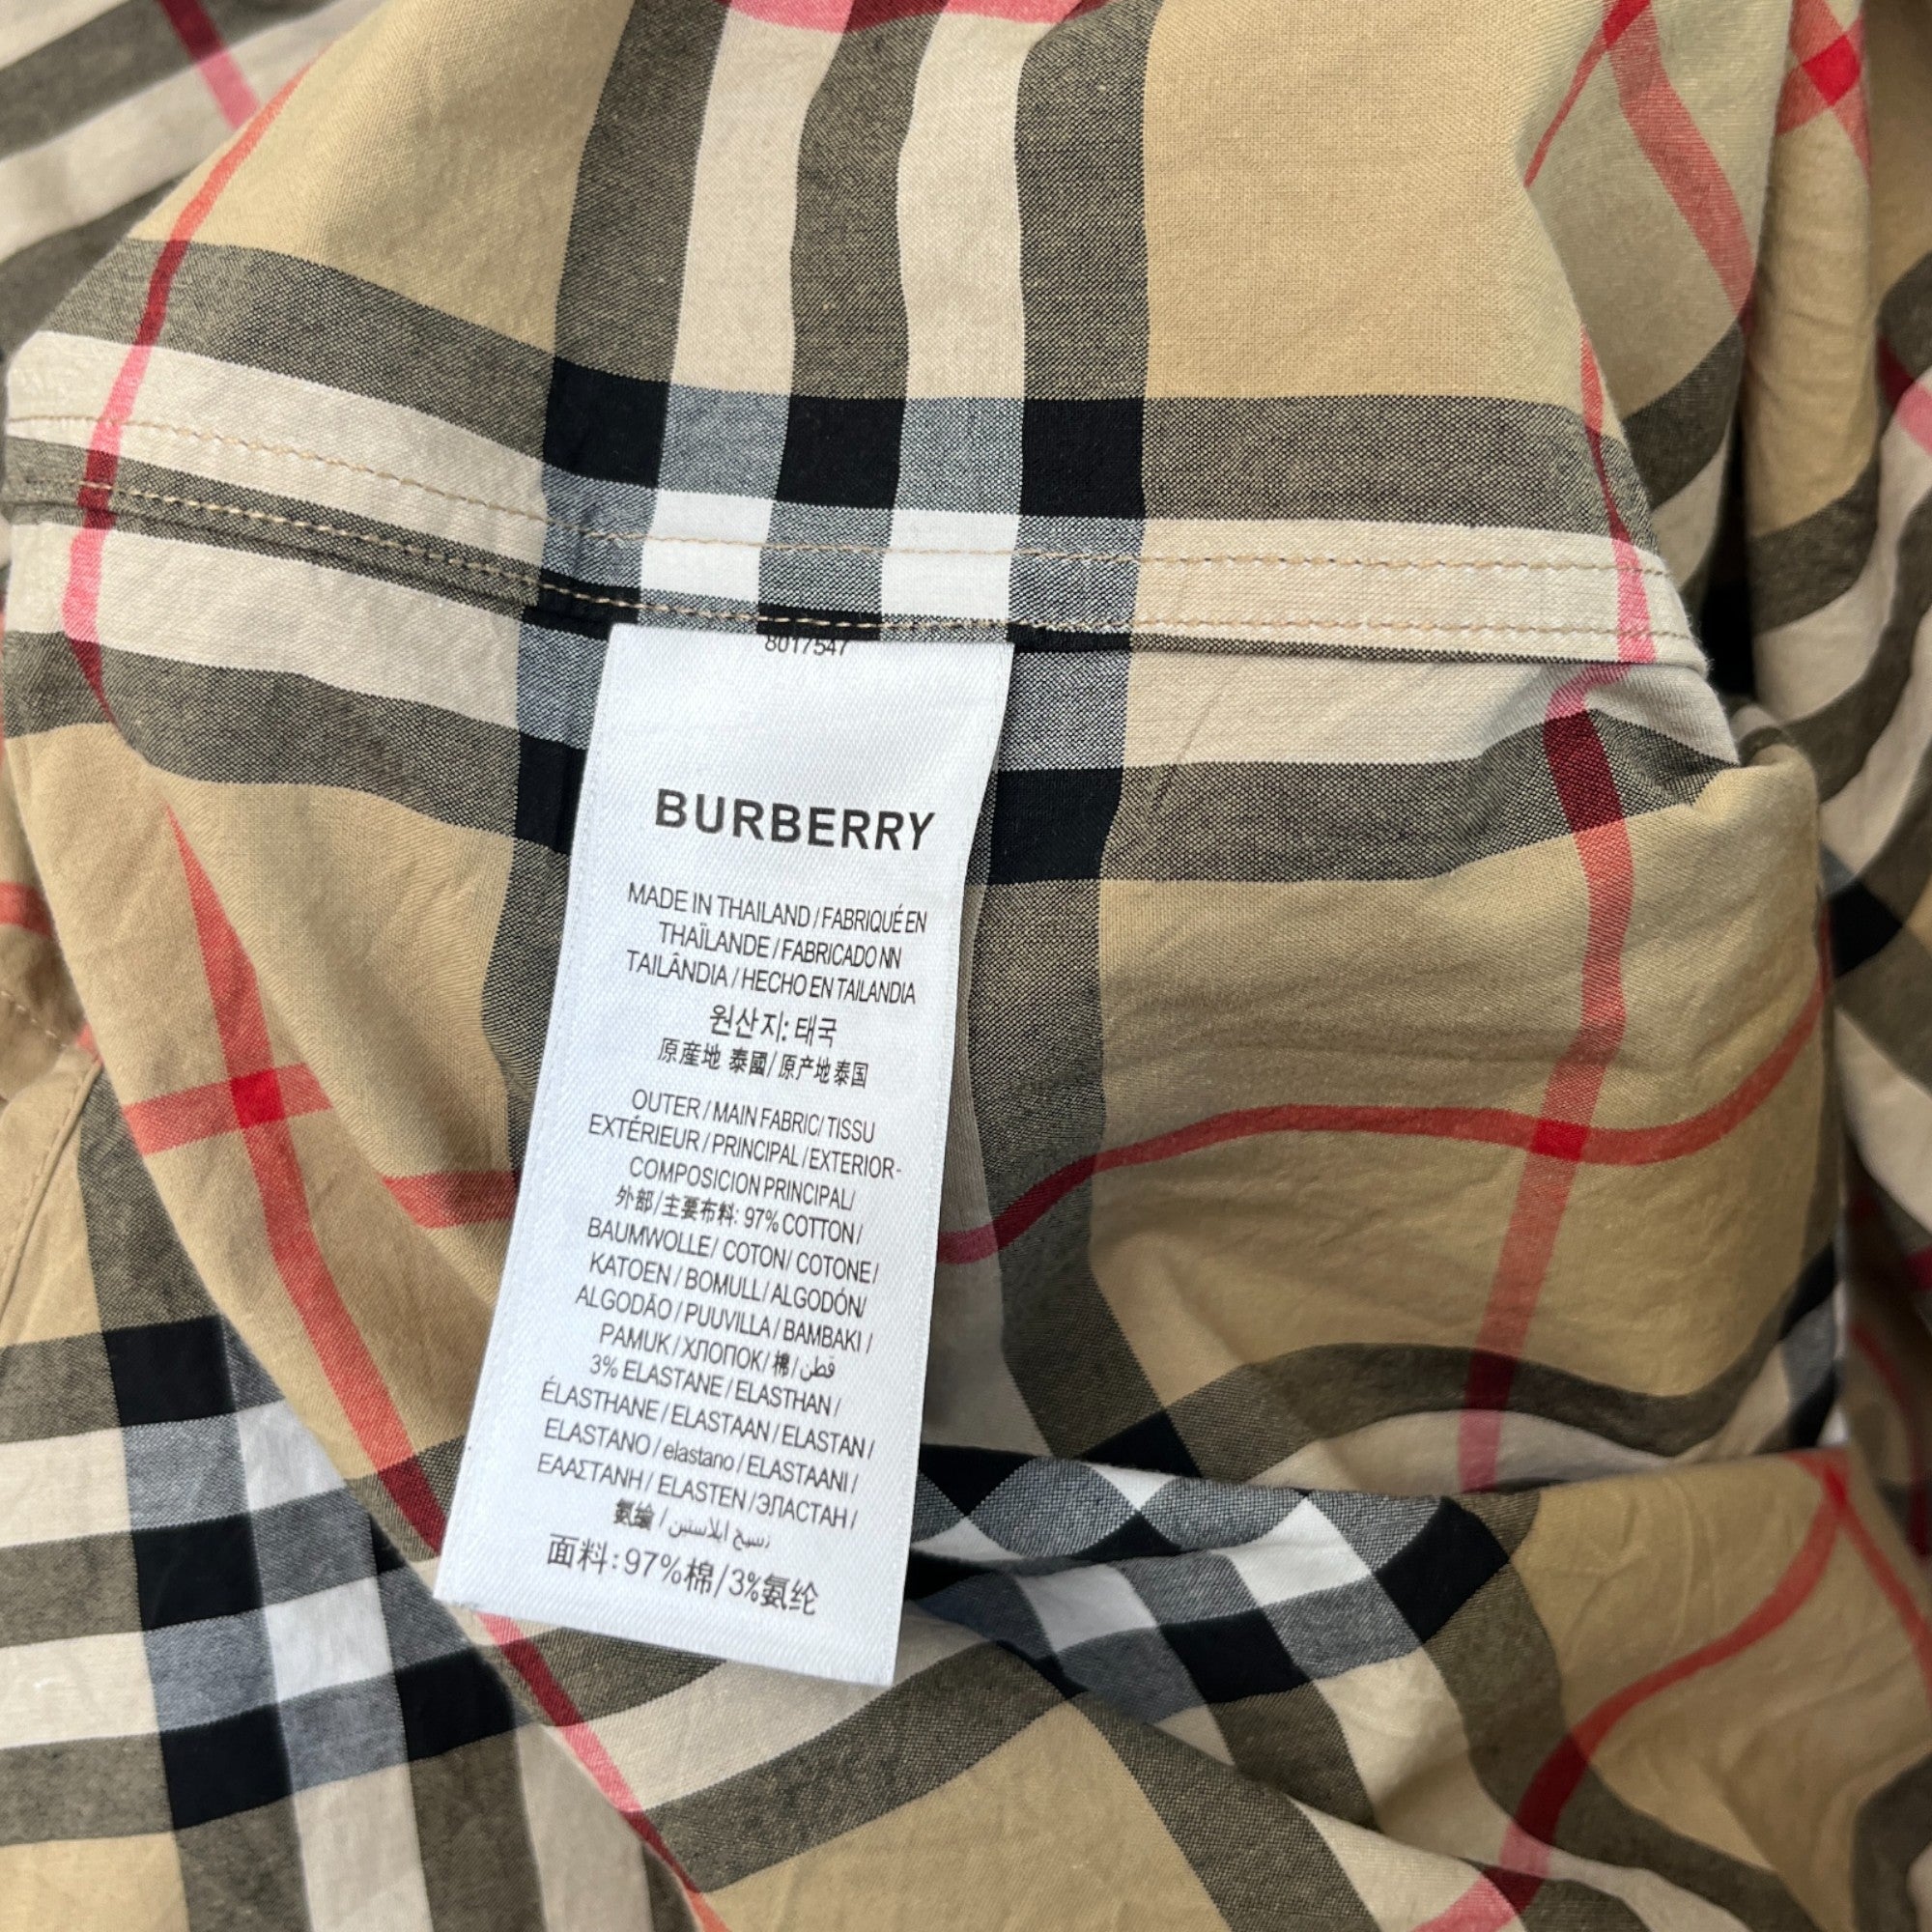 8017547
BURBERRY
MADE IN THAILAND / FABRIQUÉ EN
THAÏLANDE / FABRICADO NN
TAILÂNDIA / HECHO EN TAILANDIA
원산지: 태국
原産地 泰國/ 原产地泰国
OUTER / MAIN FABRIC/ TISSU
EXTÉRIEUR / PRINCIPAL / EXTERIOR-
COMPOSICION PRINCIPAL/
外部/主要布料: 97% COTTON /
BAUMWOLLE/ COTON/ COTONE/
KATOEN / BOMULL/ ALGODÓN/
ALGODÃO / PUUVILLA / BAMBAKI /
PAMUK / ХЛОПОК/ 棉/ قطن
3% ELASTANE / ELASTHAN /
ÉLASTHANE / ELASTAAN / ELASTAN /
ELASTANO / elastano / ELASTAANI /
ΕΛΑΣΤΑΝΗ / ELASTEN /ЭЛАСТАН /
氨綸 / نسيج ايلاستين
面料: 97%棉/3%氨纶